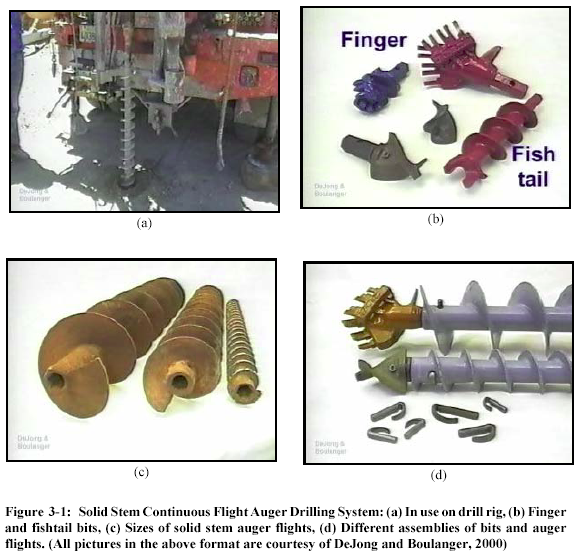 DeJong &
Boulanger
(a)
Finger
Fish
tail
DeJong &
Boulanger
(b)
DeJong &
Boulanger
(c)
DeJong &
Boulanger
(d)
Figure 3-1: Solid Stem Continuous Flight Auger Drilling System: (a) In use on drill rig, (b) Finger
and fishtail bits, (c) Sizes of solid stem auger flights, (d) Different assemblies of bits and auger
flights. (All pictures in the above format are courtesy of DeJong and Boulanger, 2000)